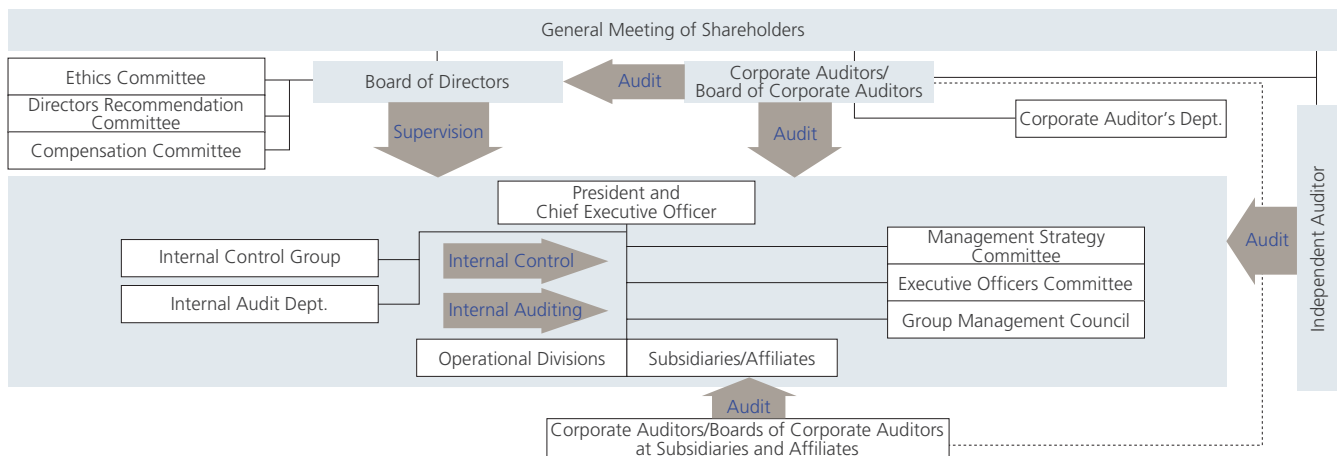 General Meeting of Shareholders
Ethics Committee
Directors Recommendation
Committee
Compensation Committee
Board of Directors
Audit
Corporate Auditors/
Board of Corporate Auditors
Corporate Auditor's Dept.
Supervision
Audit
Independent Auditor
Audit
President and
Chief Executive Officer
Internal Control Group
Internal Audit Dept.
Internal Control
Internal Auditing
Management Strategy
Committee
Executive Officers Committee
Group Management Council
Operational Divisions
Subsidiaries/Affiliates
Audit
Corporate Auditors/Boards of Corporate Auditors
at Subsidiaries and Affiliates